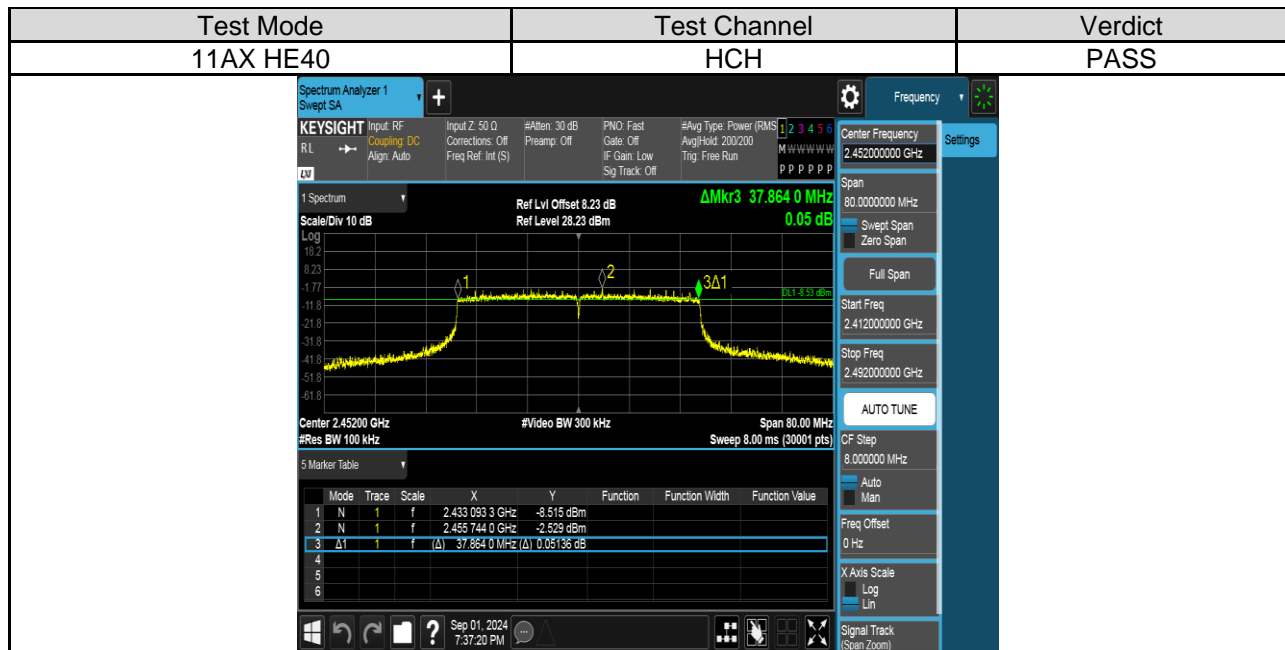 Test Mode Test Channel Verdict
11AX HE40 HCH PASS
Spectrum Analyzer 1
Swept SA
+
Frequency
KEYSIGHT
RL
LXI
Input: RF
Coupling: DC
Align: Auto
Input Z: 50 Ω
Corrections: Off
Freq Ref: Int (S)
#Atten: 30 dB
Preamp: Off
PNO: Fast
Gate: Off
IF Gain: Low
Sig Track: Off
#Avg Type: Power (RMS
Avg|Hold: 200/200
Trig: Free Run
1 2 3 4 5 6
M W W W W W
P P P P P P
1 Spectrum
Scale/Div 10 dB
Ref Lvl Offset 8.23 dB
Ref Level 28.23 dBm
ΔMkr3 37.864 0 MHz
0.05 dB
Log
18.2
8.23
-1.77
-11.8
-21.8
-31.8
-41.8
-51.8
-61.8
1
2
3Δ1
DL1 -8.53 dBm
Center 2.45200 GHz #Video BW 300 kHz Span 80.00 MHz
#Res BW 100 kHz Sweep 8.00 ms (30001 pts)
5 Marker Table
Mode Trace Scale X Y Function Function Width Function Value
1 N 1 f 2.433 093 3 GHz -8.515 dBm
2 N 1 f 2.455 744 0 GHz -2.529 dBm
3 Δ1 1 f (Δ) 37.864 0 MHz (Δ) 0.05136 dB
4
5
6
?
Sep 01, 2024
7:37:20 PM
Center Frequency
2.452000000 GHz
Settings
Span
80.0000000 MHz
Swept Span
Zero Span
Full Span
Start Freq
2.412000000 GHz
Stop Freq
2.492000000 GHz
AUTO TUNE
CF Step
8.000000 MHz
Auto
Man
Freq Offset
0 Hz
X Axis Scale
Log
Lin
Signal Track
(Span Zoom)